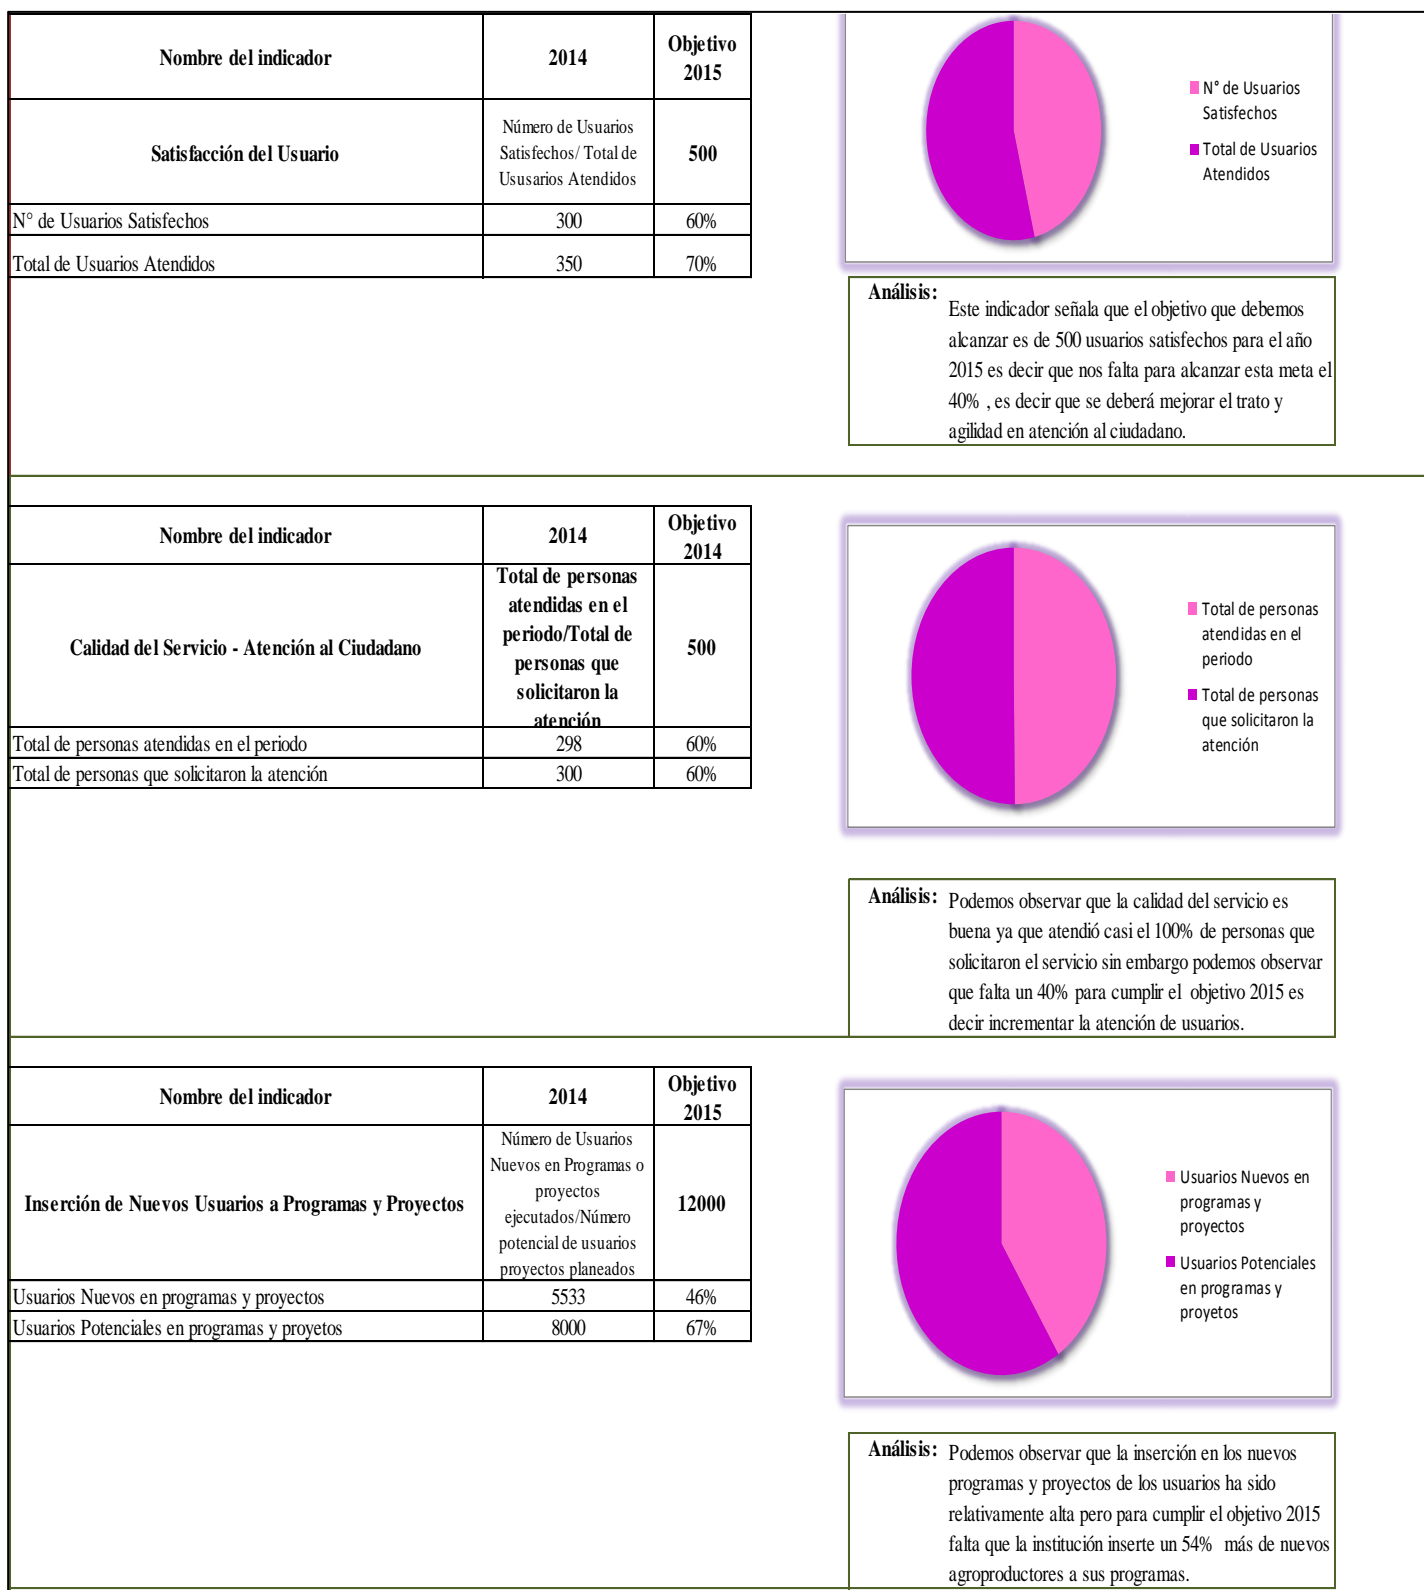 Nombre del indicador
2014
Objetivo
2015
Satisfacción del Usuario
Número de Usuarios
Satisfechos/ Total de
Ususarios Atendidos
500
N° de Usuarios Satisfechos
300
60%
Total de Usuarios Atendidos
350
70%
N° de Usuarios
Satisfechos
Total de Usuarios
Atendidos
Análisis:
Este indicador señala que el objetivo que debemos
alcanzar es de 500 usuarios satisfechos para el año
2015 es decir que nos falta para alcanzar esta meta el
40% , es decir que se deberá mejorar el trato y
agilidad en atención al ciudadano.
Nombre del indicador
2014
Objetivo
2014
Calidad del Servicio - Atención al Ciudadano
Total de personas
atendidas en el
periodo/Total de
personas que
solicitaron la
atención
500
Total de personas atendidas en el periodo
298
60%
Total de personas que solicitaron la atención
300
60%
Total de personas
atendidas en el
periodo
Total de personas
que solicitaron la
atención
Análisis:
Podemos observar que la calidad del servicio es
buena ya que atendió casi el 100% de personas que
solicitaron el servicio sin embargo podemos observar
que falta un 40% para cumplir el objetivo 2015 es
decir incrementar la atención de usuarios.
Nombre del indicador
2014
Objetivo
2015
Inserción de Nuevos Usuarios a Programas y Proyectos
Número de Usuarios
Nuevos en Programas o
proyectos
ejecutados/Número
potencial de usuarios
proyectos planeados
12000
Usuarios Nuevos en programas y proyectos
5533
46%
Usuarios Potenciales en programas y proyetos
8000
67%
Usuarios Nuevos en
programas y
proyectos
Usuarios Potenciales
en programas y
proyetos
Análisis:
Podemos observar que la inserción en los nuevos
programas y proyectos de los usuarios ha sido
relativamente alta pero para cumplir el objetivo 2015
falta que la institución inserte un 54% más de nuevos
agroproductores a sus programas.